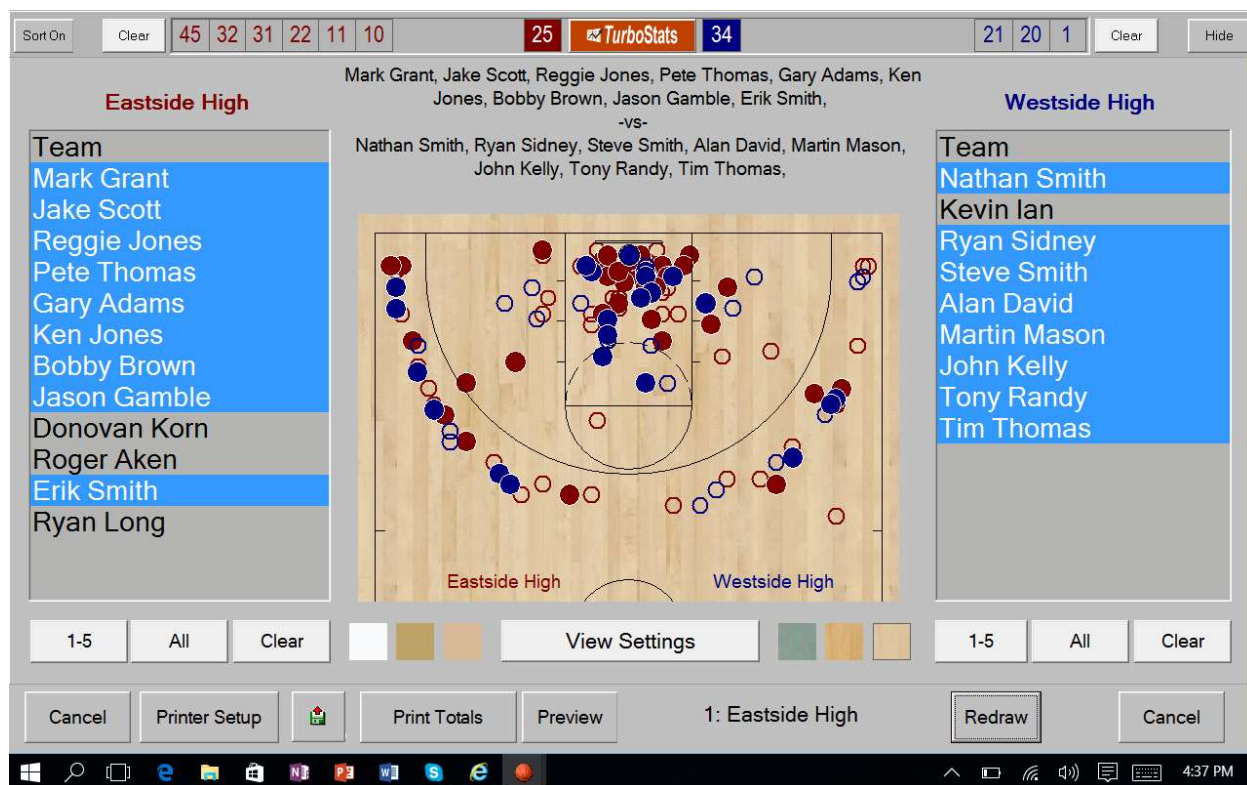 Sort On Clear 45 32 31 22 11 10 25 TurboStats 34 21 20 1 Clear Hide
Mark Grant, Jake Scott, Reggie Jones, Pete Thomas, Gary Adams, Ken
Jones, Bobby Brown, Jason Gamble, Erik Smith,
-vs-
Nathan Smith, Ryan Sidney, Steve Smith, Alan David, Martin Mason,
John Kelly, Tony Randy, Tim Thomas,
Eastside High
Team
Mark Grant
Jake Scott
Reggie Jones
Pete Thomas
Gary Adams
Ken Jones
Bobby Brown
Jason Gamble
Donovan Korn
Roger Aken
Erik Smith
Ryan Long
Westside High
Team
Nathan Smith
Kevin Ian
Ryan Sidney
Steve Smith
Alan David
Martin Mason
John Kelly
Tony Randy
Tim Thomas
Eastside High Westside High
1-5 All Clear View Settings 1-5 All Clear
Cancel Printer Setup Print Totals Preview 1: Eastside High Redraw Cancel
4:37 PM